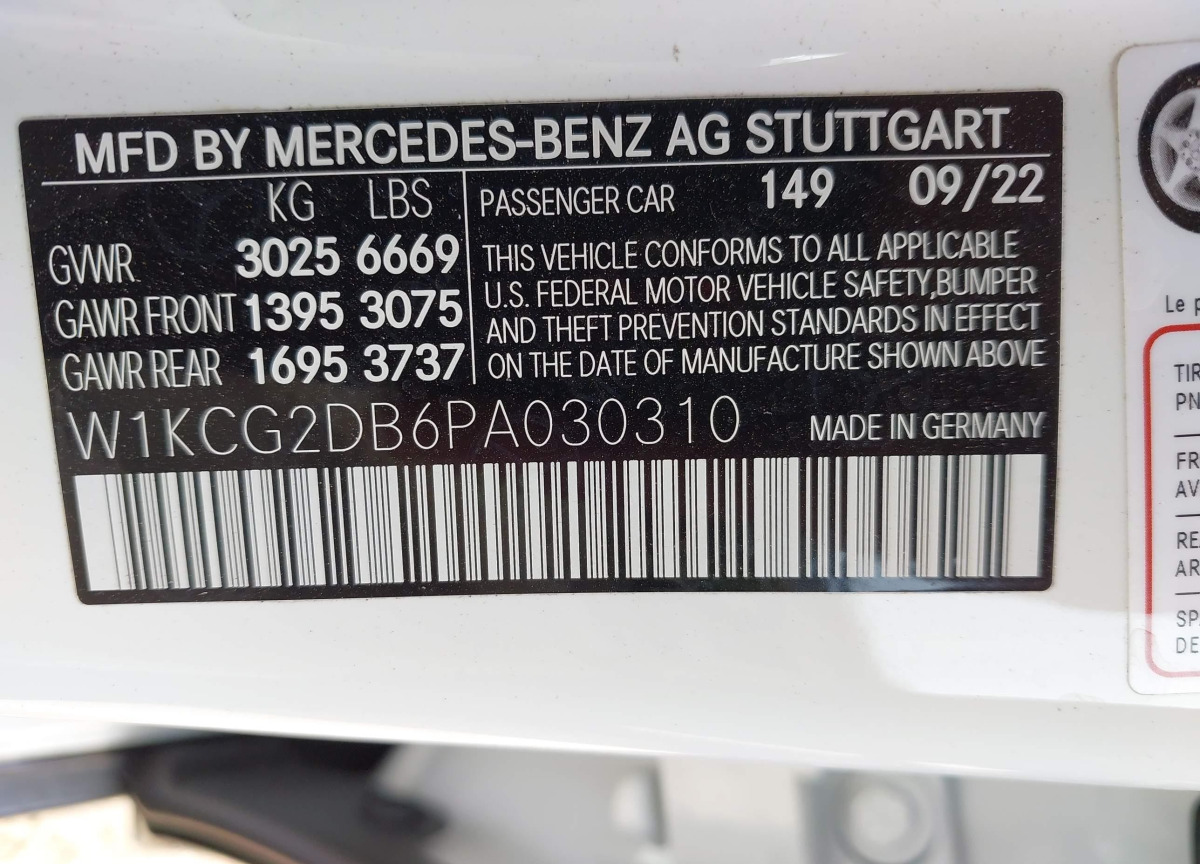 MFD BY MERCEDES-BENZ AG STUTTGART
KG LBS
GVWR 3025 6669
GAWR FRONT 1395 3075
GAWR REAR 1695 3737
PASSENGER CAR 149 09/22
THIS VEHICLE CONFORMS TO ALL APPLICABLE
U.S. FEDERAL MOTOR VEHICLE SAFETY,BUMPER
AND THEFT PREVENTION STANDARDS IN EFFECT
ON THE DATE OF MANUFACTURE SHOWN ABOVE
W1KCG2DB6PA030310 MADE IN GERMANY
Le